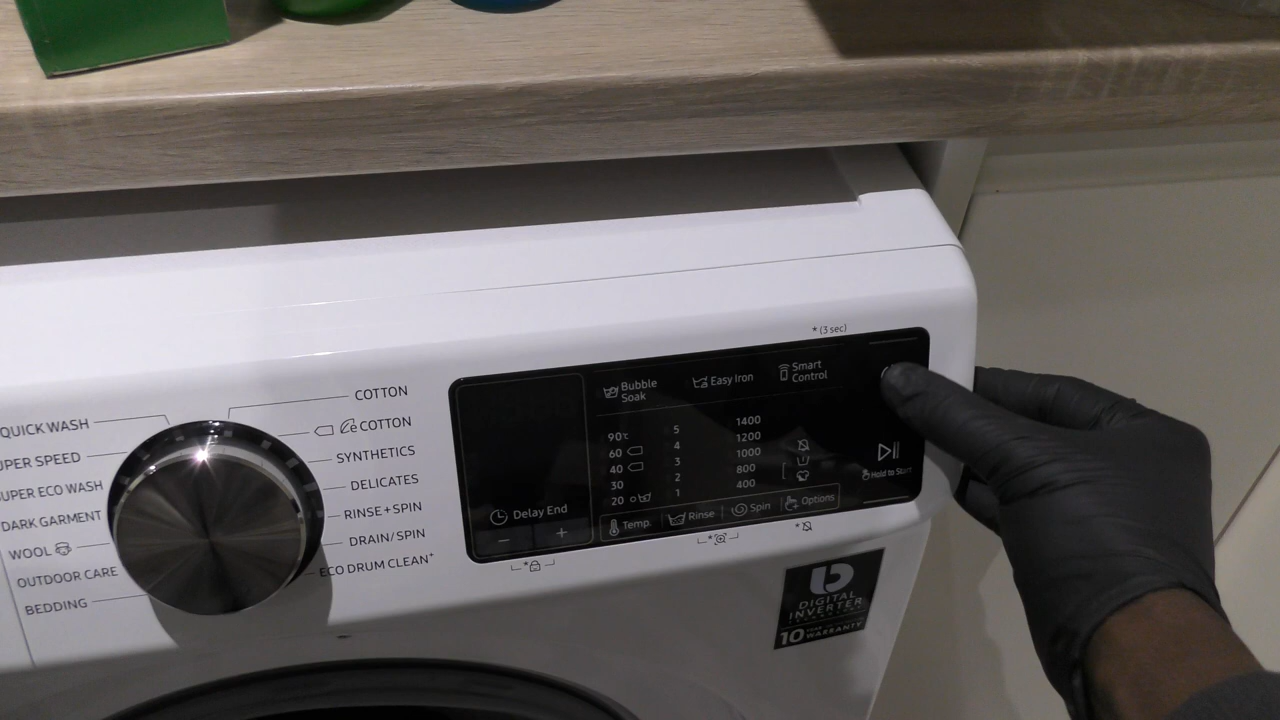 QUICK WASH
UPER SPEED
UPER ECO WASH
DARK GARMENT
WOOL
OUTDOOR CARE
BEDDING
COTTON
e COTTON
SYNTHETICS
DELICATES
RINSE+SPIN
DRAIN/SPIN
ECO DRUM CLEAN+
* (3 sec)
Bubble
Soak
Easy Iron
Smart
Control
90℃
60
40
30
20
5
4
3
2
1
1400
1200
1000
800
400
Hold to Start
Delay End
− +
Temp.
Rinse
Spin
Options
DIGITAL
INVERTER
10 YEAR WARRANTY